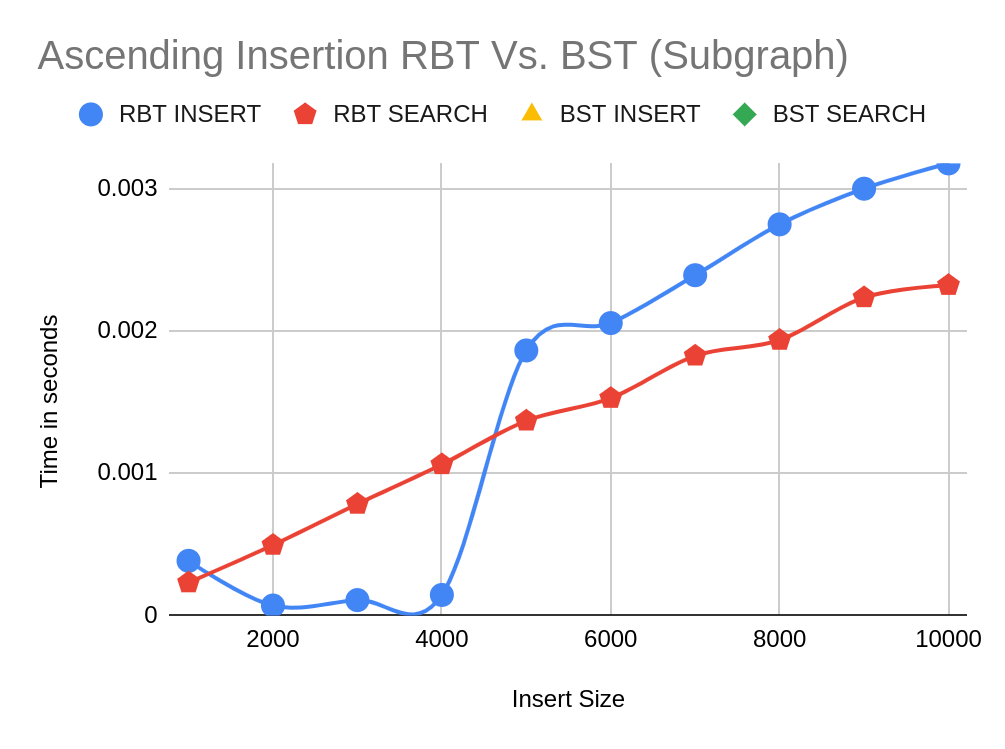 Ascending Insertion RBT Vs. BST (Subgraph)
RBT INSERT RBT SEARCH BST INSERT BST SEARCH
0.003
0.002
0.001
0
Time in seconds
2000 4000 6000 8000 10000
Insert Size